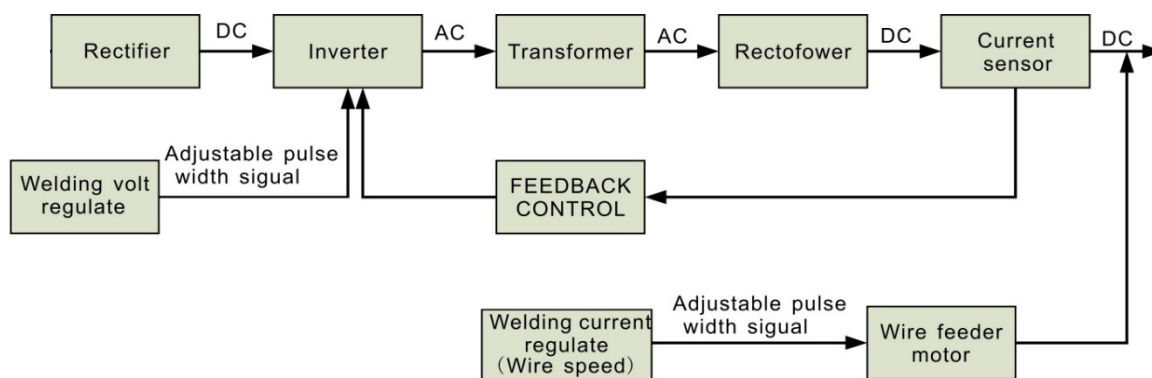 DC
AC
AC
DC
DC
Rectifier
Inverter
Transformer
Rectofower
Current
sensor
Adjustable pulse
width sigual
Welding volt
regulate
FEEDBACK
CONTROL
Adjustable pulse
width sigual
Welding current
regulate
(Wire speed)
Wire feeder
motor